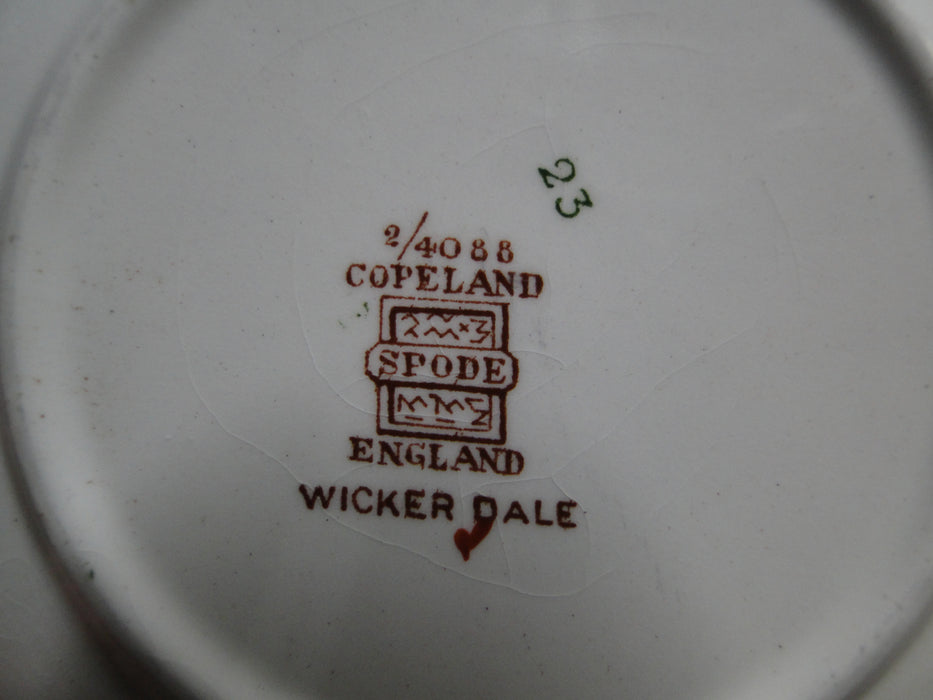 23
2/4088
COPELAND
SPODE
ENGLAND
WICKER DALE